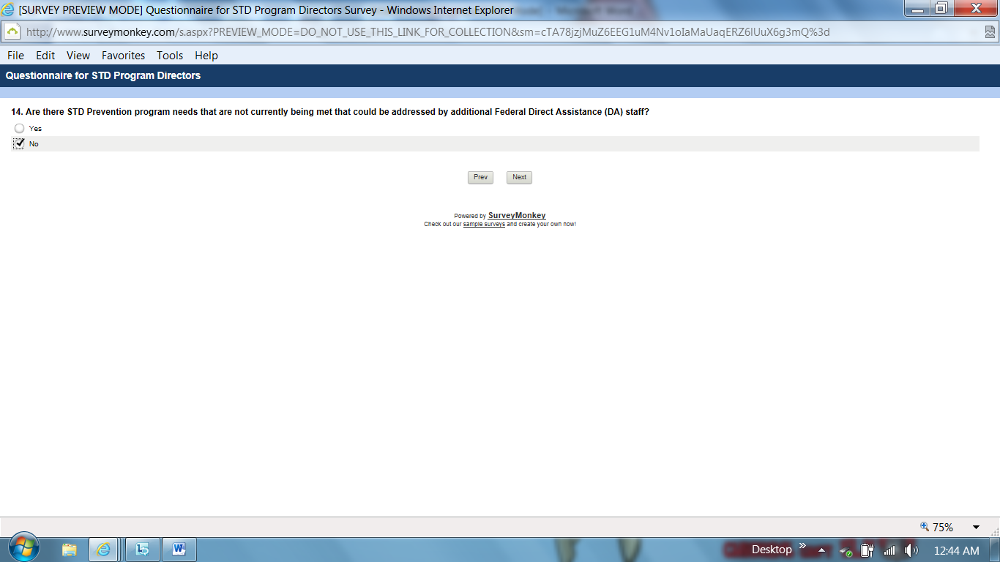 [SURVEY PREVIEW MODE] Questionnaire for STD Program Directors Survey - Windows Internet Explorer
http://www.surveymonkey.com/s.aspx?PREVIEW_MODE=DO_NOT_USE_THIS_LINK_FOR_COLLECTION&sm=cTA78jzjMuZ6EEG1uM4Nv1oIaMaUaqERZ6lUuX6g3mQ%3d
File Edit View Favorites Tools Help
Questionnaire for STD Program Directors
14. Are there STD Prevention program needs that are not currently being met that could be addressed by additional Federal Direct Assistance (DA) staff?
Yes
No
Prev Next
Powered by SurveyMonkey
Check out our sample surveys and create your own now!
75%
Desktop » 12:44 AM